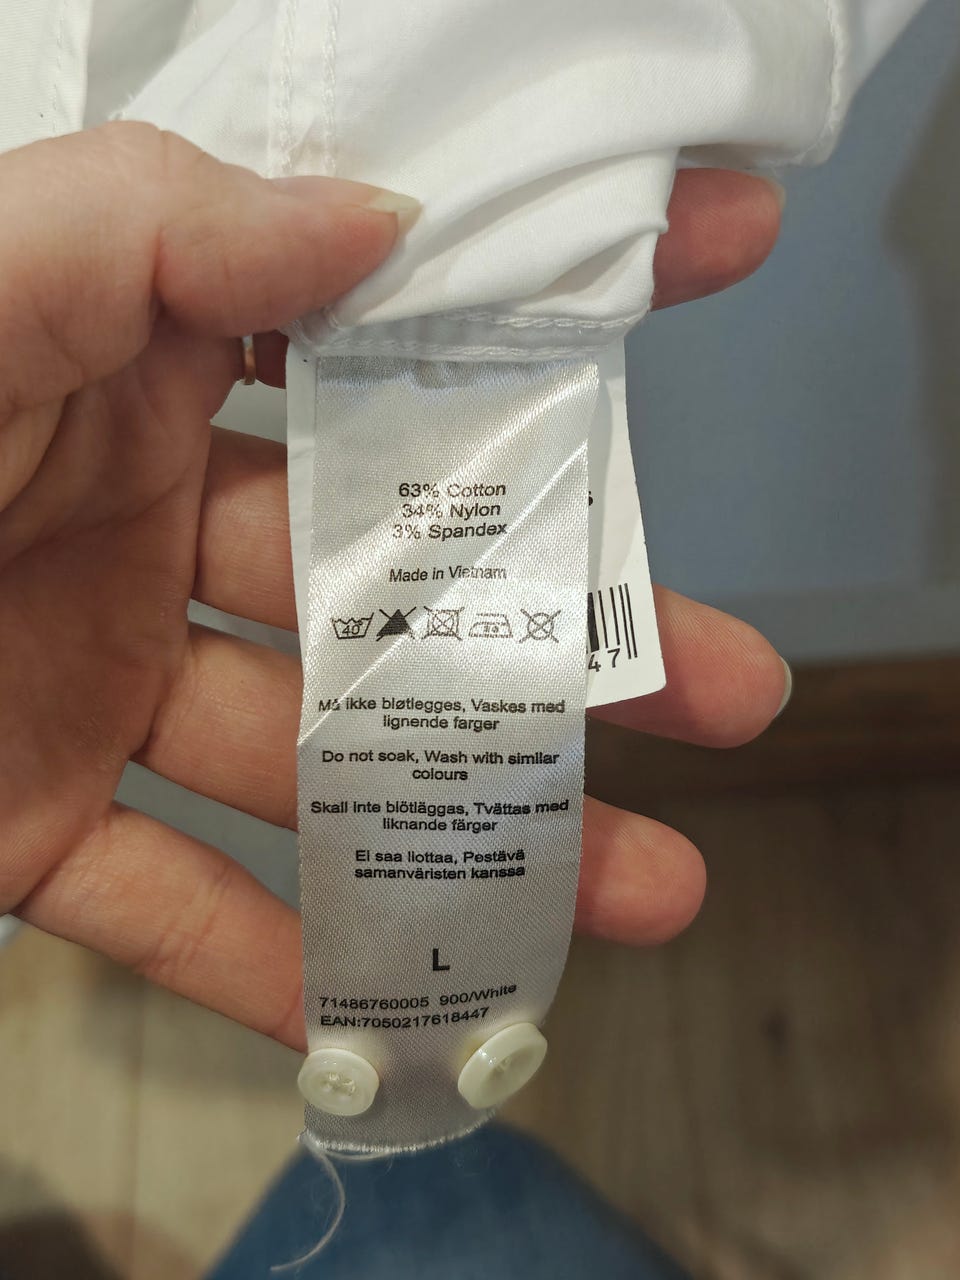 63% Cotton
34% Nylon
3% Spandex
Made in Vietnam
40
Må ikke bløtlegges, Vaskes med
lignende farger
Do not soak, Wash with similar
colours
Skall inte blötläggas, Tvättas med
liknande färger
Ei saa liottaa, Pestävä
samanväristen kanssa
L
71486760005 900/White
EAN:7050217618447
s
47